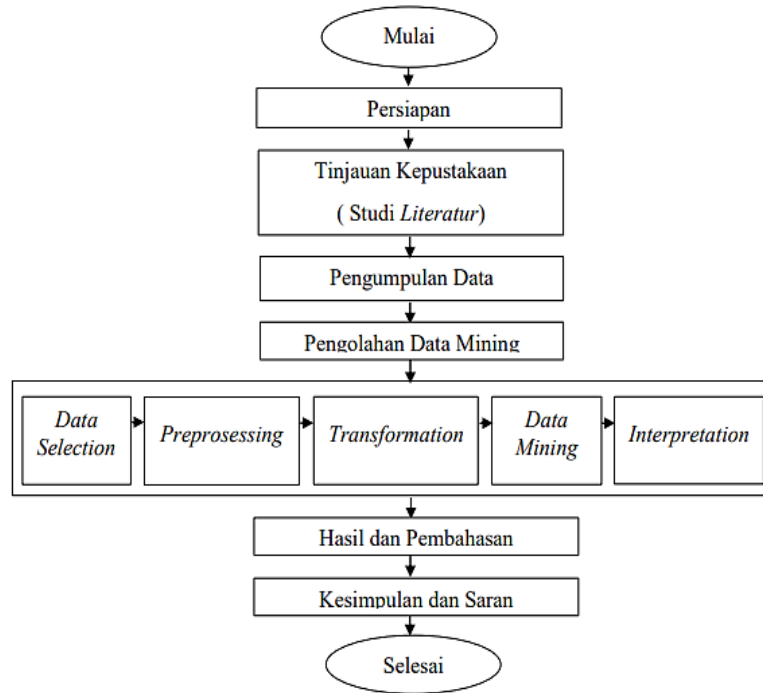 Mulai
Persiapan
Tinjauan Kepustakaan
( Studi Literatur)
Pengumpulan Data
Pengolahan Data Mining
Data
Selection
Preprosessing
Transformation
Data
Mining
Interpretation
Hasil dan Pembahasan
Kesimpulan dan Saran
Selesai